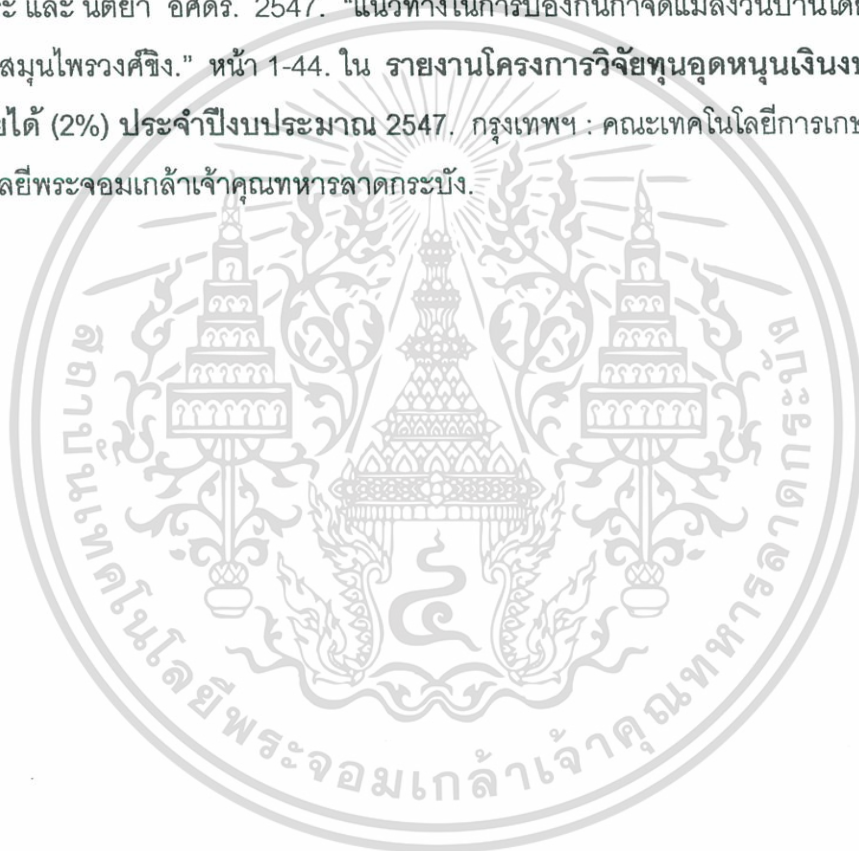 ระ และ นิตยา อัศดร. 2547. “แนวทางในการป้องกันกำจัดแมลงวันบ้านโดย
สมุนไพรวงศ์ขิง.” หน้า 1-44. ใน รายงานโครงการวิจัยทุนอุดหนุนเงินงบ
ยได้ (2%) ประจำปีงบประมาณ 2547. กรุงเทพฯ : คณะเทคโนโลยีการเกษ
ลยีพระจอมเกล้าเจ้าคุณทหารลาดกระบัง.
สถาบันเทคโนโลยีพระจอมเกล้าเจ้าคุณทหารลาดกระบัง
๔